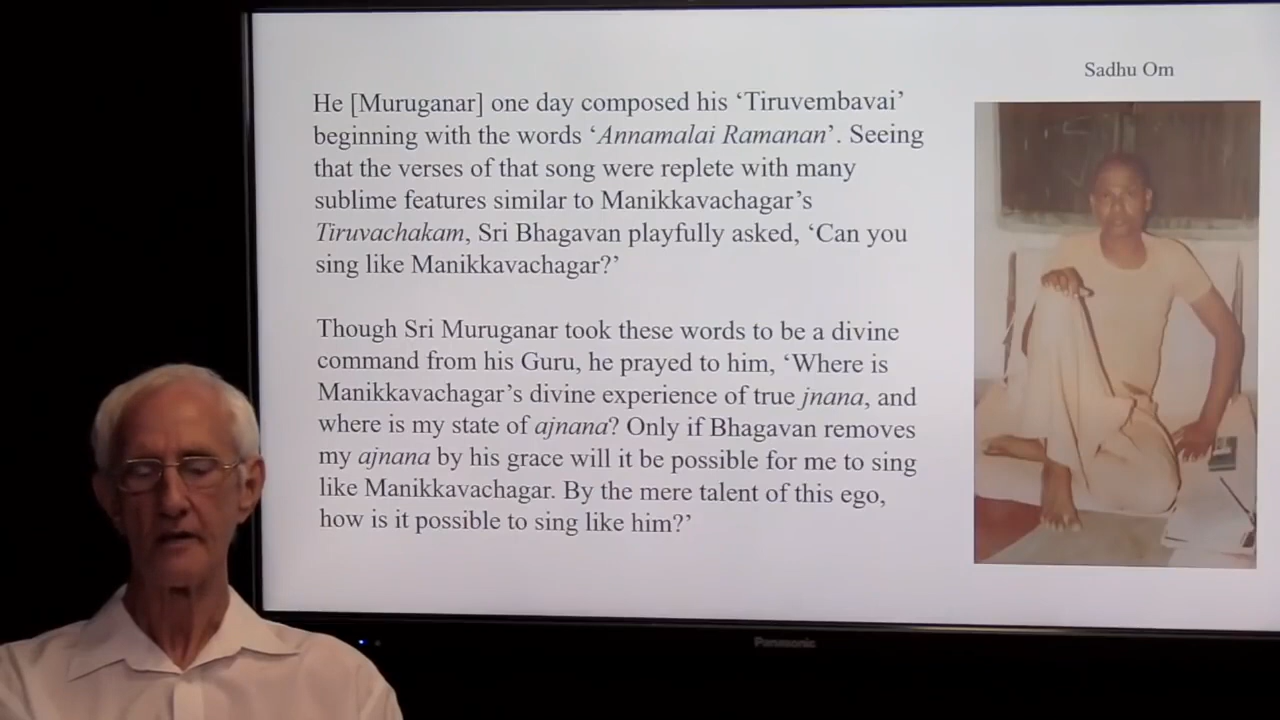 Sadhu Om
He [Muruganar] one day composed his ‘Tiruvembavai’
beginning with the words ‘Annamalai Ramanan’. Seeing
that the verses of that song were replete with many
sublime features similar to Manikkavachagar’s
Tiruvachakam, Sri Bhagavan playfully asked, ‘Can you
sing like Manikkavachagar?’
Though Sri Muruganar took these words to be a divine
command from his Guru, he prayed to him, ‘Where is
Manikkavachagar’s divine experience of true jnana, and
where is my state of ajnana? Only if Bhagavan removes
my ajnana by his grace will it be possible for me to sing
like Manikkavachagar. By the mere talent of this ego,
how is it possible to sing like him?’
Panasonic